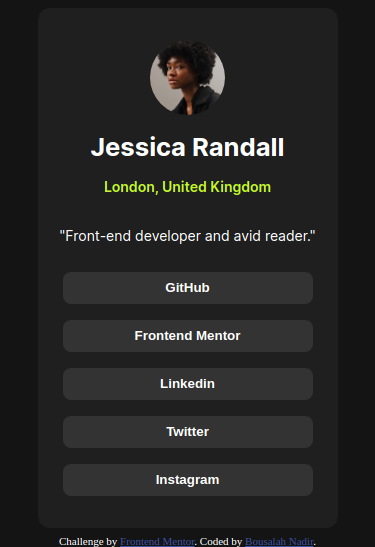 Jessica Randall
London, United Kingdom
"Front-end developer and avid reader."
GitHub
Frontend Mentor
Linkedin
Twitter
Instagram
Challenge by Frontend Mentor. Coded by Bousalah Nadir.